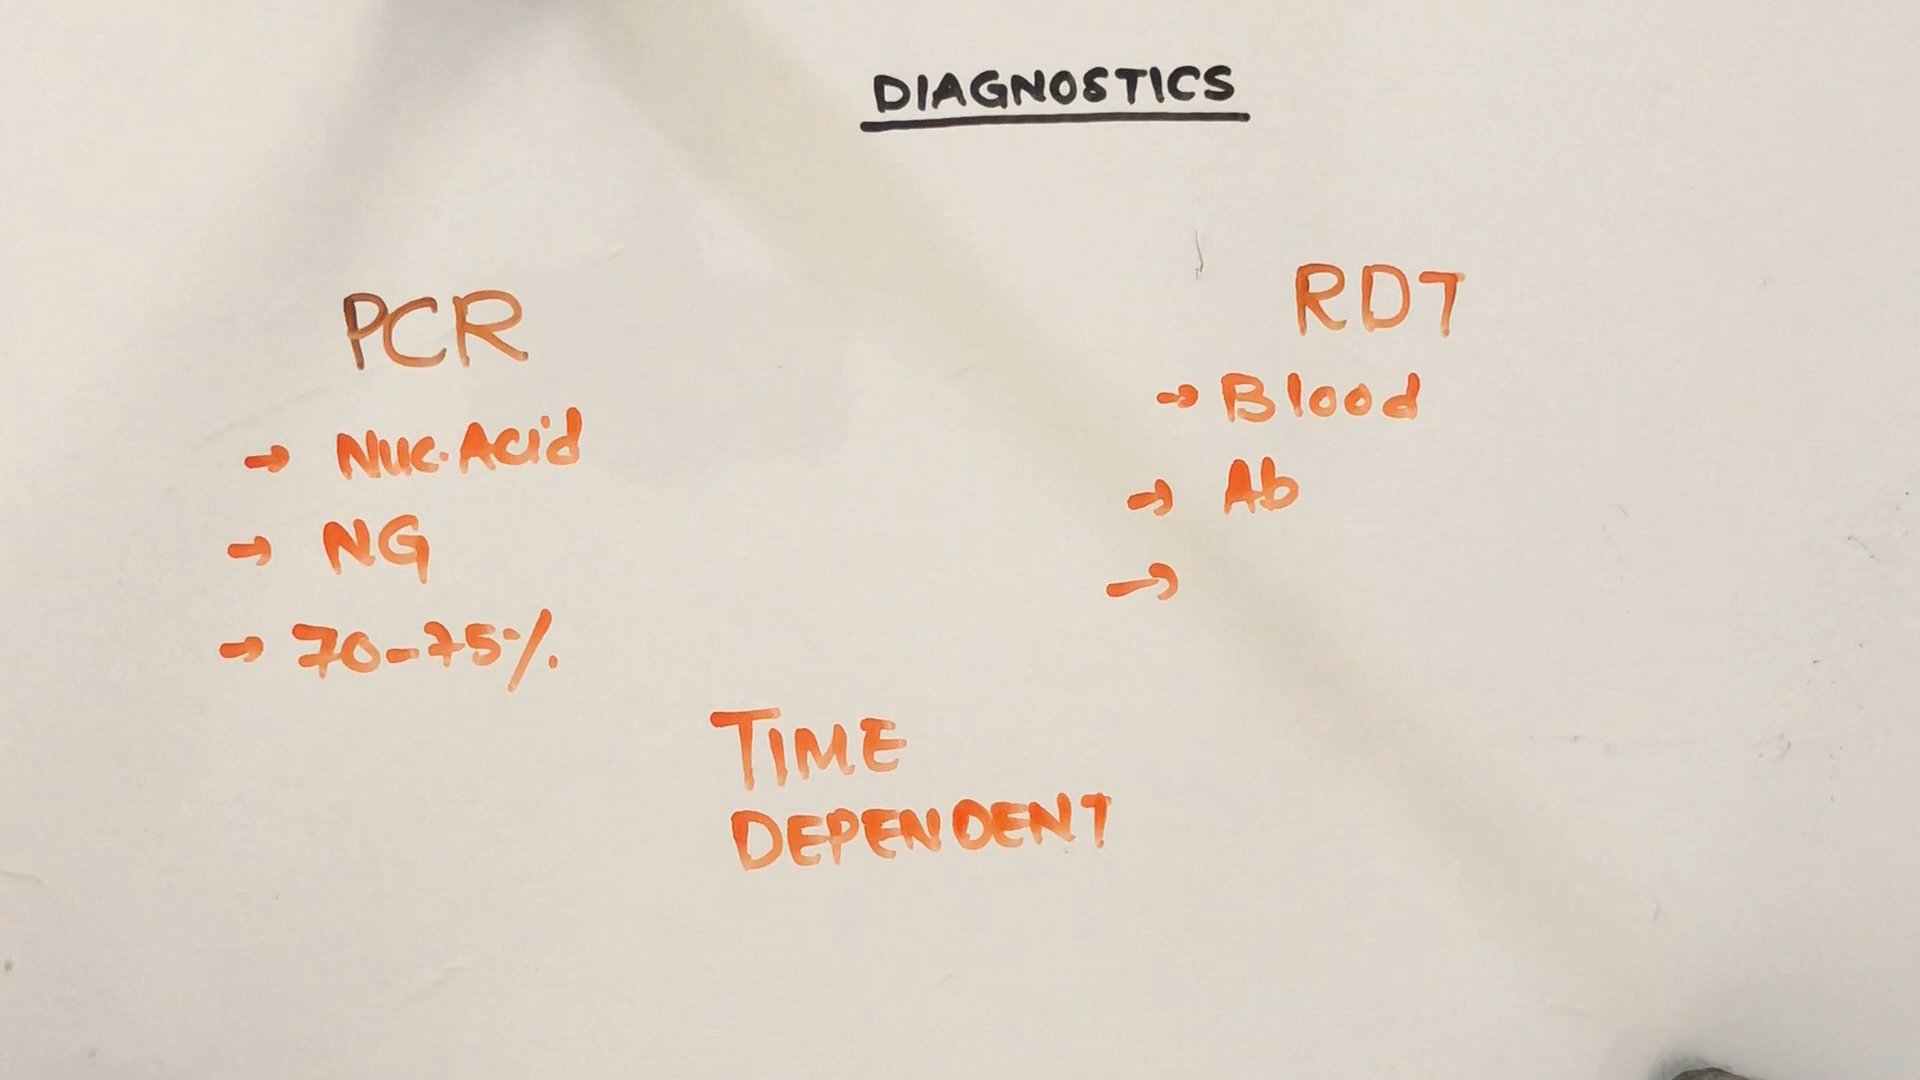 DIAGNOSTICS
PCR
→ Nuc. Acid
→ NG
→ 70-75%.
RDT
→ Blood
→ Ab
→
TIME
DEPENDENT